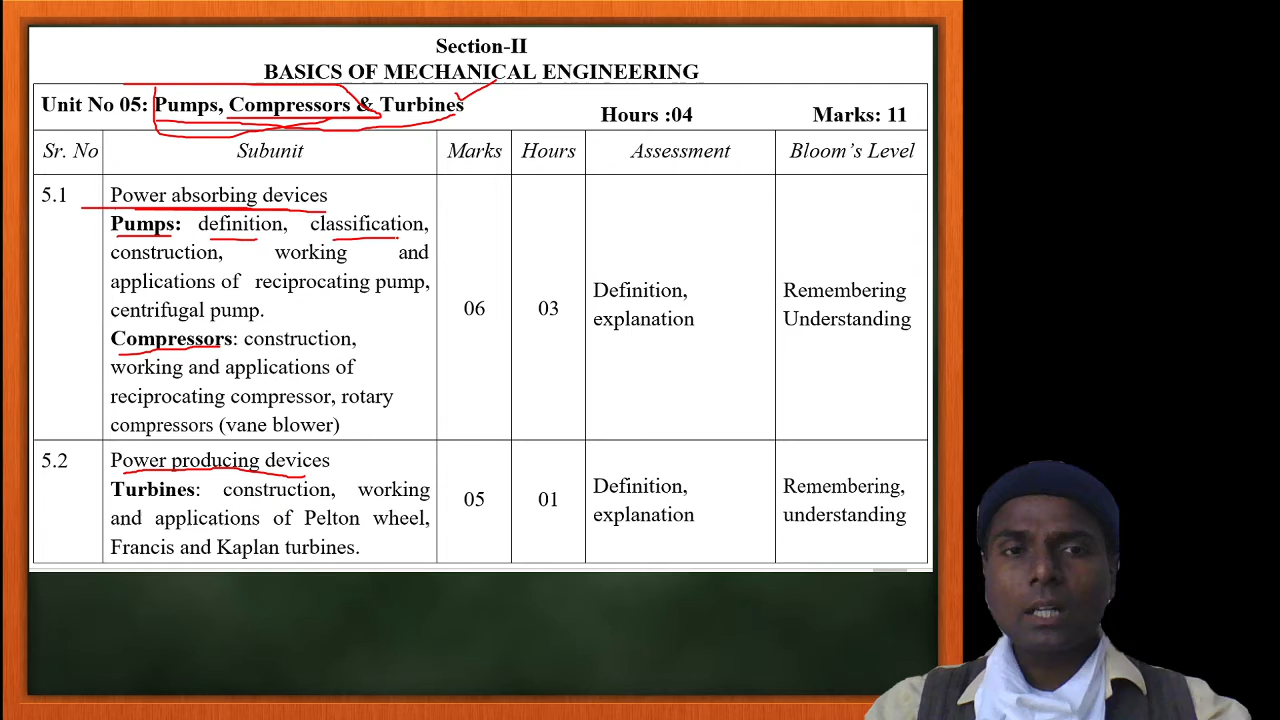 Section-II
BASICS OF MECHANICAL ENGINEERING
Unit No 05: Pumps, Compressors & Turbines Hours :04 Marks: 11
Sr. No Subunit Marks Hours Assessment Bloom's Level
5.1 Power absorbing devices
Pumps: definition, classification,
construction, working and
applications of reciprocating pump,
centrifugal pump.
Compressors: construction,
working and applications of
reciprocating compressor, rotary
compressors (vane blower)
06
03
Definition,
explanation
Remembering
Understanding
5.2 Power producing devices
Turbines: construction, working
and applications of Pelton wheel,
Francis and Kaplan turbines.
05
01
Definition,
explanation
Remembering,
understanding